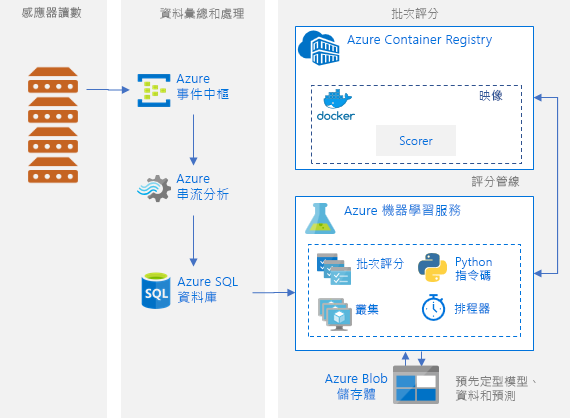 感應器讀數
資料彙總和處理
批次評分
Azure
事件中樞
Azure
串流分析
SQL
Azure SQL
資料庫
Azure Container Registry
映像
docker
Scorer
評分管線
Azure 機器學習服務
批次評分
Python
指令碼
叢集
排程器
Azure Blob
儲存體
預先定型模型、
資料和預測